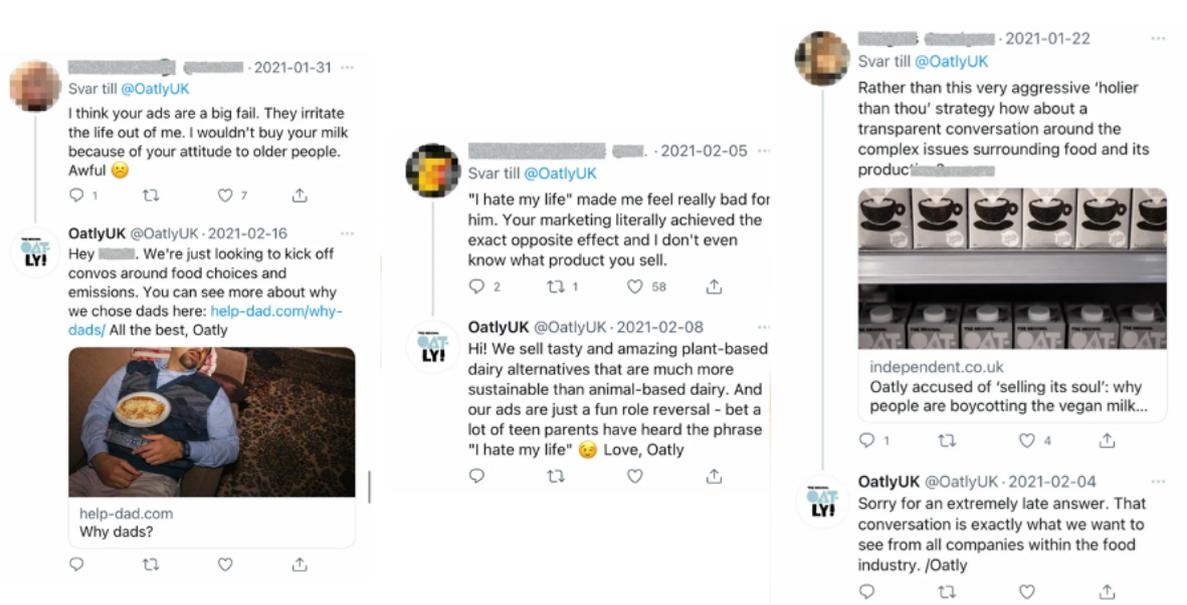 · 2021-01-31
Svar till @OatlyUK
I think your ads are a big fail. They irritate
the life out of me. I wouldn't buy your milk
because of your attitude to older people.
Awful ☹️
1
7
OatlyUK @OatlyUK · 2021-02-16
Hey . We're just looking to kick off
convos around food choices and
emissions. You can see more about why
we chose dads here: help-dad.com/why-
dads/ All the best, Oatly
THE ORIGINAL
OAT-
LY!
help-dad.com
Why dads?
. · 2021-02-05
Svar till @OatlyUK
"I hate my life" made me feel really bad for
him. Your marketing literally achieved the
exact opposite effect and I don't even
know what product you sell.
2
1
58
OatlyUK @OatlyUK · 2021-02-08
THE ORIGINAL
OAT-
LY!
Hi! We sell tasty and amazing plant-based
dairy alternatives that are much more
sustainable than animal-based dairy. And
our ads are just a fun role reversal - bet a
lot of teen parents have heard the phrase
"I hate my life" 😉 Love, Oatly
· 2021-01-22
Svar till @OatlyUK
Rather than this very aggressive 'holier
than thou' strategy how about a
transparent conversation around the
complex issues surrounding food and its
independent.co.uk
Oatly accused of 'selling its soul': why
people are boycotting the vegan milk...
1
4
OatlyUK @OatlyUK · 2021-02-04
THE ORIGINAL
OAT-
LY!
Sorry for an extremely late answer. That
conversation is exactly what we want to
see from all companies within the food
industry. /Oatly